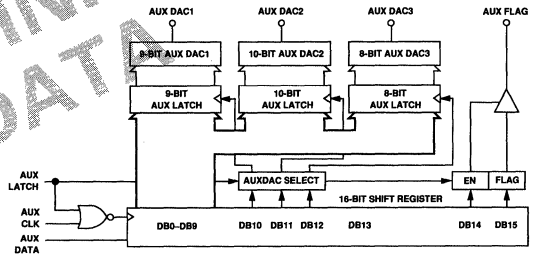 AUX DAC1 AUX DAC2 AUX DAC3 AUX FLAG
9-BIT AUX DAC1 10-BIT AUX DAC2 8-BIT AUX DAC3
9-BIT AUX LATCH
10-BIT AUX LATCH
8-BIT AUX LATCH
AUX LATCH
AUXDAC SELECT EN FLAG
16-BIT SHIFT REGISTER
AUX CLK
DB0–DB9 DB10 DB11 DB12 DB13 DB14 DB15
AUX DATA
DATA